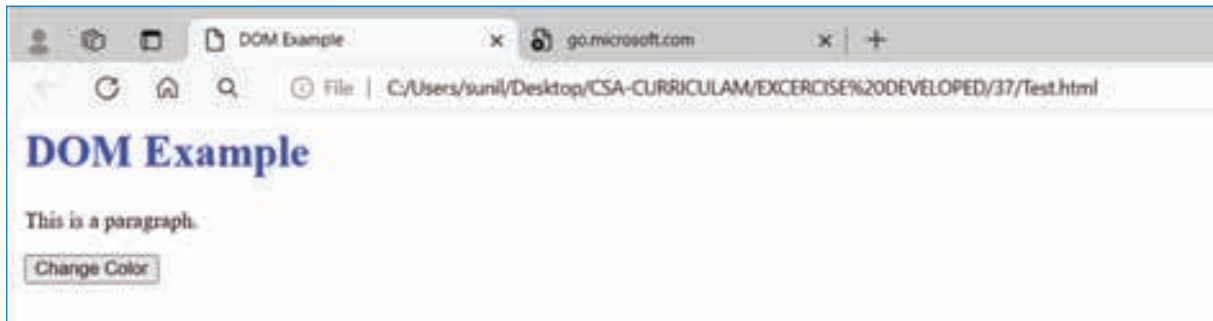 DOM Example
go.microsoft.com
File | C:/Users/sunil/Desktop/CSA-CURRICULAM/EXCERCISE%20DEVELOPED/37/Test.html
DOM Example
This is a paragraph.
Change Color